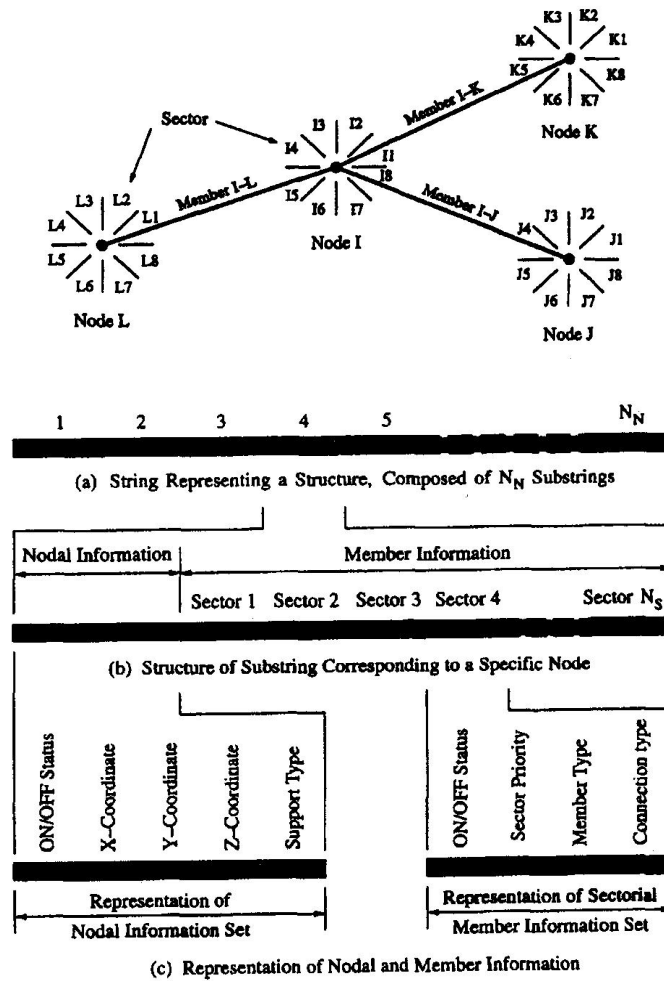 K3 K2
K4 K1
K5 K8
K6 K7
Node K
Member I–K
Sector
I3 I2
I4 I1
I8
I5 I6 I7
Node I
Member I–L
Member I–J
L3 L2
L4 L1
L5 L8
L6 L7
Node L
J3 J2
J4 J1
J5 J8
J6 J7
Node J
1 2 3 4 5 N_N
(a) String Representing a Structure, Composed of N_N Substrings
Nodal Information Member Information
Sector 1 Sector 2 Sector 3 Sector 4 Sector N_S
(b) Structure of Substring Corresponding to a Specific Node
ON/OFF Status
X–Coordinate
Y–Coordinate
Z–Coordinate
Support Type
ON/OFF Status
Sector Priority
Member Type
Connection type
Representation of
Nodal Information Set
Representation of Sectorial
Member Information Set
(c) Representation of Nodal and Member Information